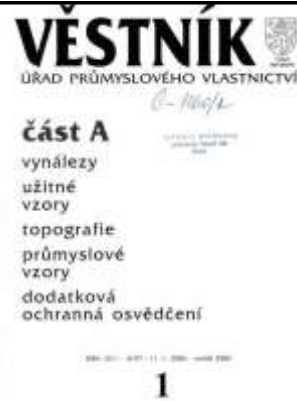 VĚSTNÍK
ÚŘAD PRŮMYSLOVÉHO VLASTNICTVÍ
část A
vynálezy
užitné
vzory
topografie
průmyslové
vzory
dodatková
ochranná osvědčení
1